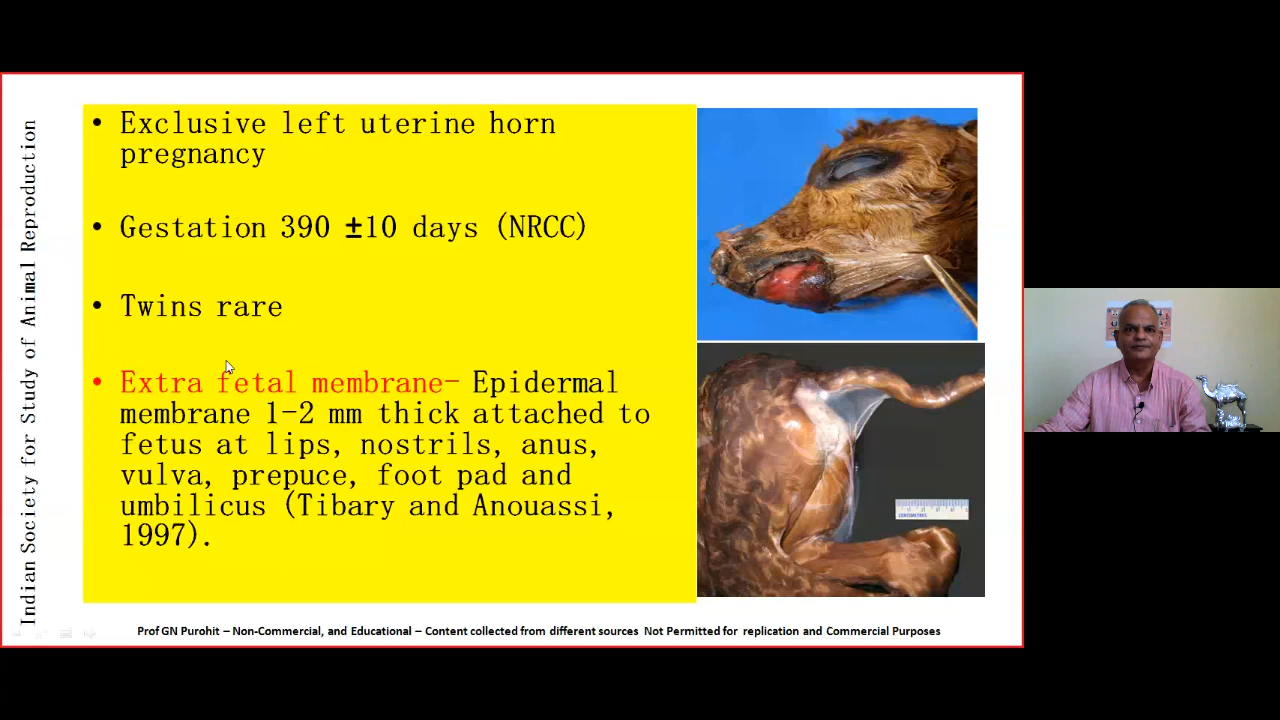 Indian Society for Study of Animal Reproduction
• Exclusive left uterine horn
pregnancy
• Gestation 390 ±10 days (NRCC)
• Twins rare
• Extra fetal membrane- Epidermal
membrane 1-2 mm thick attached to
fetus at lips, nostrils, anus,
vulva, prepuce, foot pad and
umbilicus (Tibary and Anouassi,
1997).
Prof GN Purohit – Non-Commercial, and Educational – Content collected from different sources Not Permitted for replication and Commercial Purposes